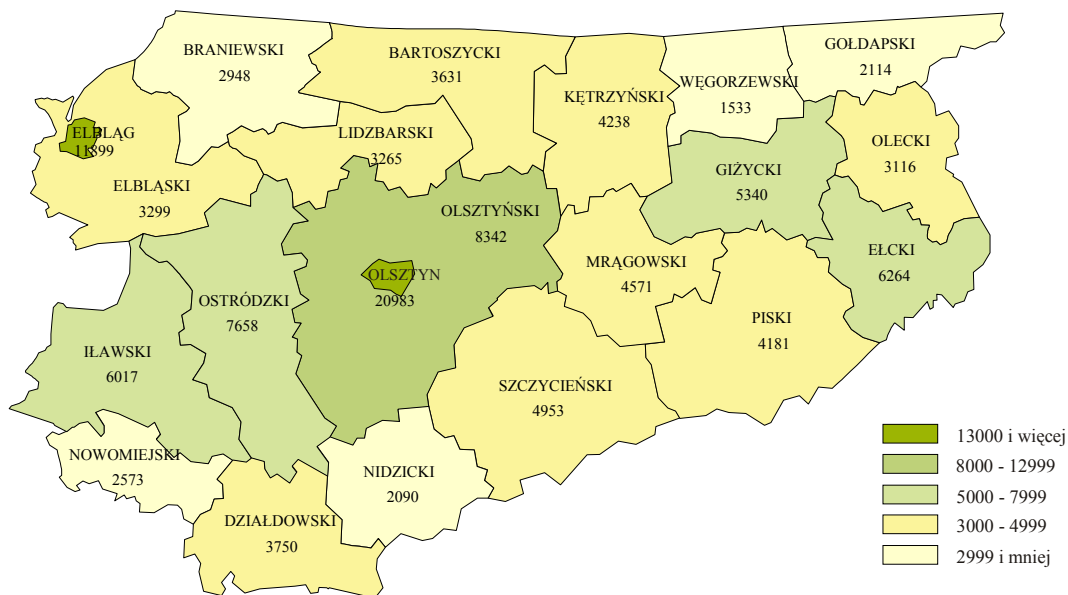 BRANIEWSKI
2948
BARTOSZYCKI
3631
GOŁDAPSKI
2114
WĘGORZEWSKI
1533
KĘTRZYŃSKI
4238
ELBLĄG
11899
LIDZBARSKI
3265
OLECKI
3116
GIŻYCKI
5340
ELBLĄSKI
3299
OLSZTYŃSKI
8342
EŁCKI
6264
MRĄGOWSKI
4571
OLSZTYN
20983
OSTRÓDZKI
7658
PISKI
4181
IŁAWSKI
6017
SZCZYCIEŃSKI
4953
NOWOMIEJSKI
2573
NIDZICKI
2090
DZIAŁDOWSKI
3750
13000 i więcej
8000 - 12999
5000 - 7999
3000 - 4999
2999 i mniej